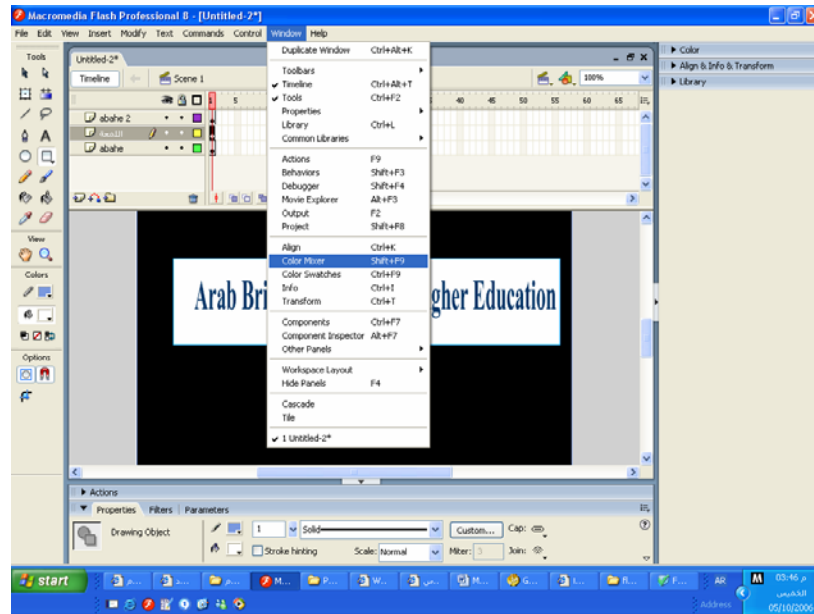 Macromedia Flash Professional 8 - [Untitled-2*]
File Edit View Insert Modify Text Commands Control Window Help
Tools
View
Colors
Options
Untitled-2*
Timeline
Scene 1
100%
5 40 45 50 55 60 65
abahe 2
abahe
Duplicate Window Ctrl+Alt+K
Toolbars
Timeline Ctrl+Alt+T
Tools Ctrl+F2
Properties
Library Ctrl+L
Common Libraries
Actions F9
Behaviors Shift+F3
Debugger Shift+F4
Movie Explorer Alt+F3
Output F2
Project Shift+F8
Align Ctrl+K
Color Mixer Shift+F9
Color Swatches Ctrl+F9
Info Ctrl+I
Transform Ctrl+T
Components Ctrl+F7
Component Inspector Alt+F7
Other Panels
Workspace Layout
Hide Panels F4
Cascade
Tile
1 Untitled-2*
Color
Align & Info & Transform
Library
Arab Bri gher Education
Actions
Properties Filters Parameters
Drawing Object
1 Solid Custom... Cap:
Stroke hinting Scale: Normal Miter: 3 Join:
start
M... P... W... M... G... fl... F...
AR
03:46 م
الخميس
Address 05/10/2006